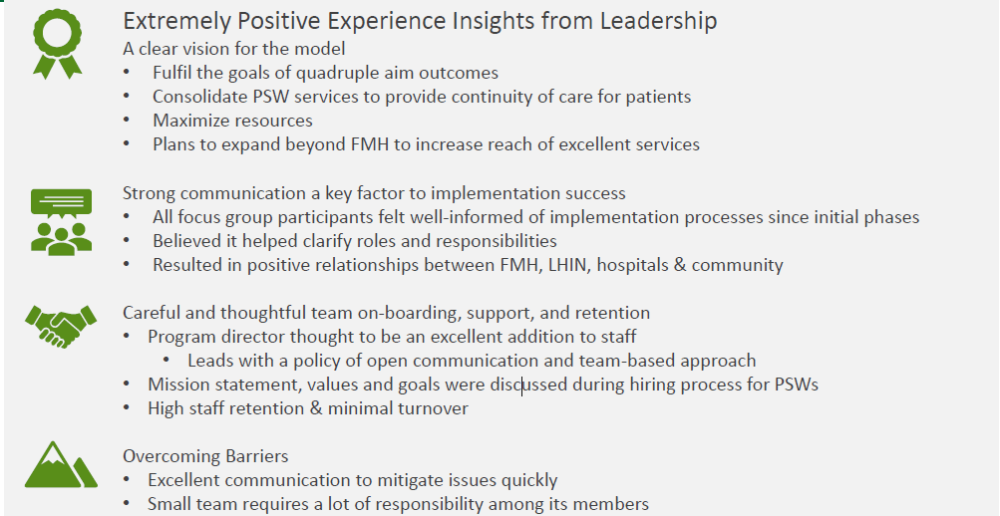 Extremely Positive Experience Insights from Leadership
A clear vision for the model
• Fulfil the goals of quadruple aim outcomes
• Consolidate PSW services to provide continuity of care for patients
• Maximize resources
• Plans to expand beyond FMH to increase reach of excellent services
Strong communication a key factor to implementation success
• All focus group participants felt well-informed of implementation processes since initial phases
• Believed it helped clarify roles and responsibilities
• Resulted in positive relationships between FMH, LHIN, hospitals & community
Careful and thoughtful team on-boarding, support, and retention
• Program director thought to be an excellent addition to staff
• Leads with a policy of open communication and team-based approach
• Mission statement, values and goals were discussed during hiring process for PSWs
• High staff retention & minimal turnover
Overcoming Barriers
• Excellent communication to mitigate issues quickly
• Small team requires a lot of responsibility among its members